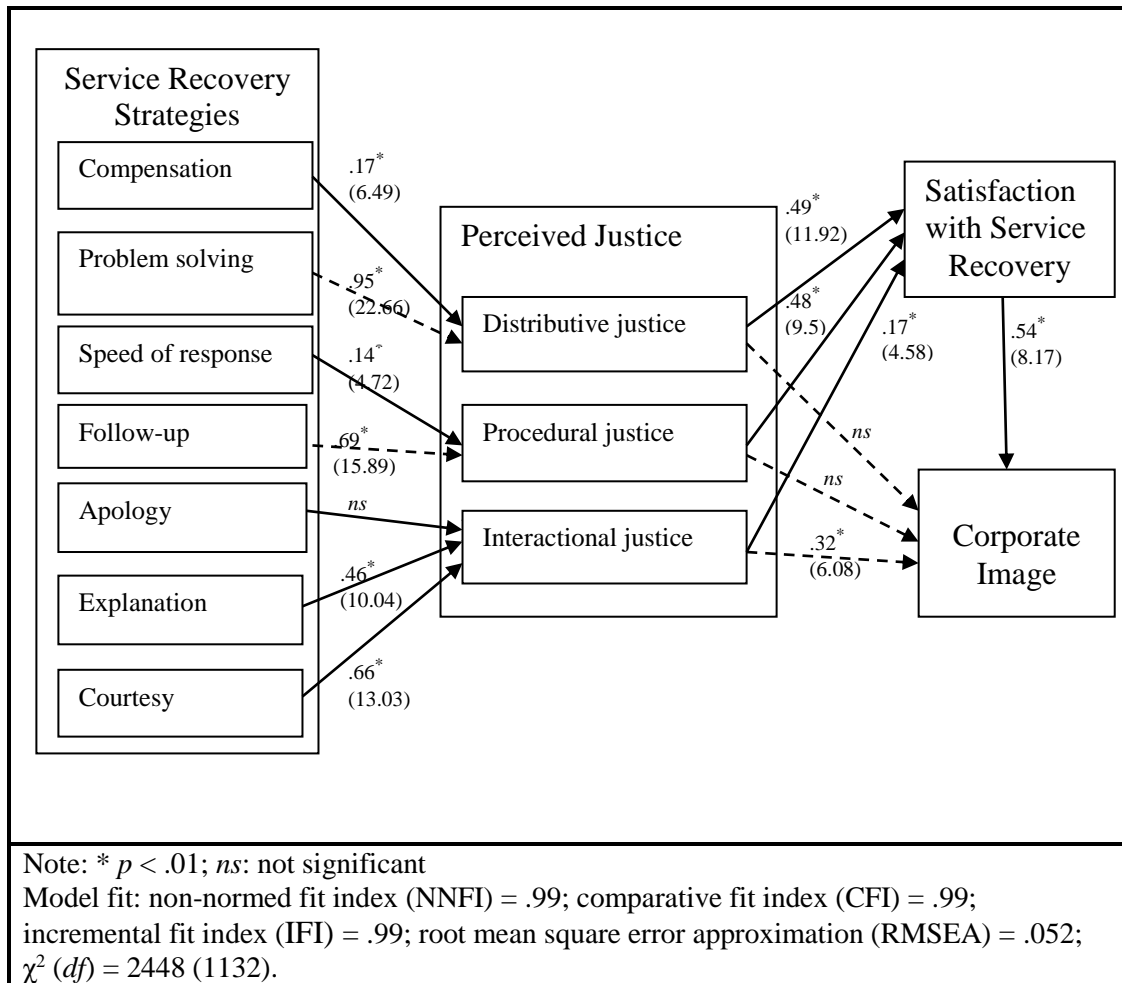 Service Recovery
Strategies
Compensation
Problem solving
Speed of response
Follow-up
Apology
Explanation
Courtesy
.17*
(6.49)
.95*
(22.66)
.14*
(4.72)
.69*
(15.89)
ns
.46*
(10.04)
.66*
(13.03)
Perceived Justice
Distributive justice
Procedural justice
Interactional justice
.49*
(11.92)
.48*
(9.5)
.17*
(4.58)
ns
ns
.32*
(6.08)
Satisfaction
with Service
Recovery
.54*
(8.17)
Corporate
Image
Note: * p < .01; ns: not significant
Model fit: non-normed fit index (NNFI) = .99; comparative fit index (CFI) = .99;
incremental fit index (IFI) = .99; root mean square error approximation (RMSEA) = .052;
χ² (df) = 2448 (1132).